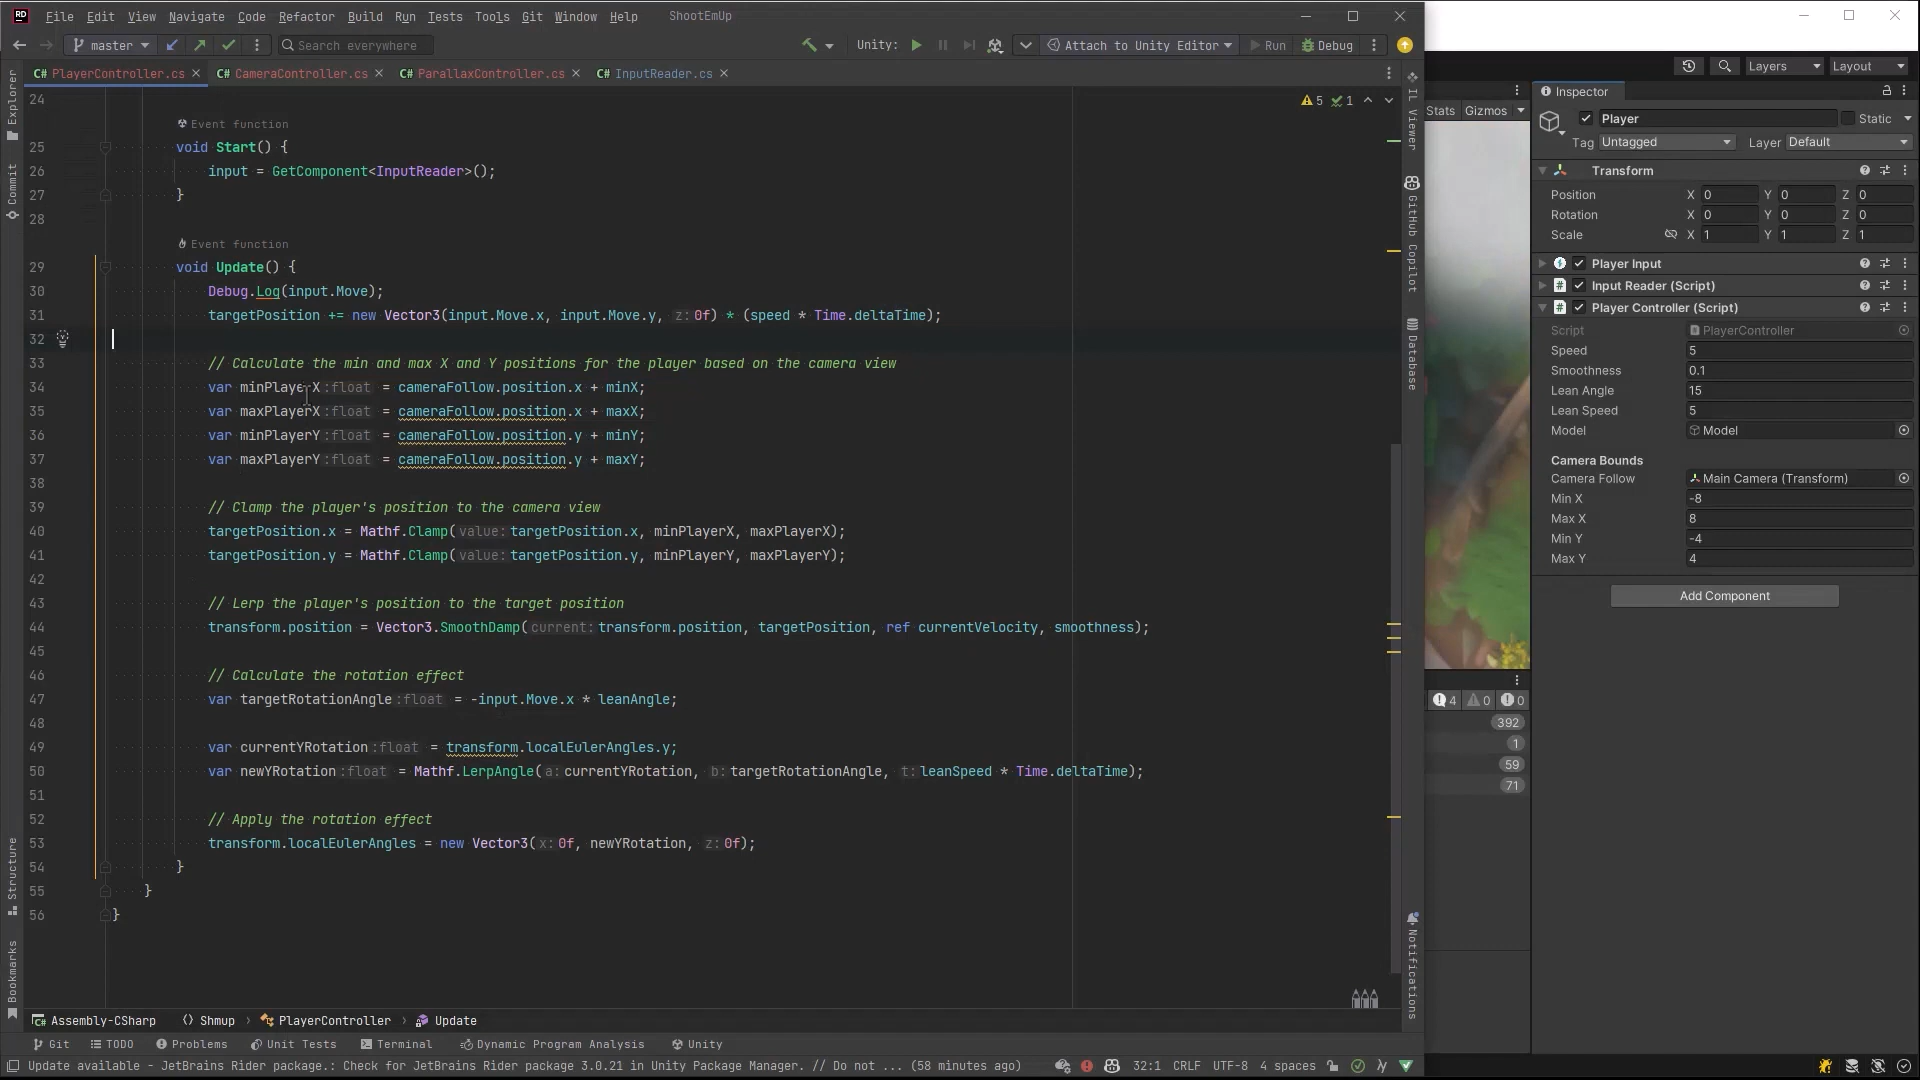 File Edit View Navigate Code Refactor Build Run Tests Tools Git Window Help ShootEmUp
master Search everywhere Unity: Attach to Unity Editor Run Debug
C# PlayerController.cs C# CameraController.cs C# ParallaxController.cs C# InputReader.cs
24 5 1
Event function
25 void Start() {
26 input = GetComponent<InputReader>();
27 }
28
Event function
29 void Update() {
30 Debug.Log(input.Move);
31 targetPosition += new Vector3(input.Move.x, input.Move.y, z:0f) * (speed * Time.deltaTime);
32
33 // Calculate the min and max X and Y positions for the player based on the camera view
34 var minPlayerX:float = cameraFollow.position.x + minX;
35 var maxPlayerX:float = cameraFollow.position.x + maxX;
36 var minPlayerY:float = cameraFollow.position.y + minY;
37 var maxPlayerY:float = cameraFollow.position.y + maxY;
38
39 // Clamp the player's position to the camera view
40 targetPosition.x = Mathf.Clamp(value:targetPosition.x, minPlayerX, maxPlayerX);
41 targetPosition.y = Mathf.Clamp(value:targetPosition.y, minPlayerY, maxPlayerY);
42
43 // Lerp the player's position to the target position
44 transform.position = Vector3.SmoothDamp(current:transform.position, targetPosition, ref currentVelocity, smoothness);
45
46 // Calculate the rotation effect
47 var targetRotationAngle:float = -input.Move.x * leanAngle;
48
49 var currentYRotation:float = transform.localEulerAngles.y;
50 var newYRotation:float = Mathf.LerpAngle(a:currentYRotation, b:targetRotationAngle, t:leanSpeed * Time.deltaTime);
51
52 // Apply the rotation effect
53 transform.localEulerAngles = new Vector3(x:0f, newYRotation, z:0f);
54 }
55 }
56 }
Assembly-CSharp Shmup PlayerController Update
Git TODO Problems Unit Tests Terminal Dynamic Program Analysis Unity
Update available - JetBrains Rider package.: Check for JetBrains Rider package 3.0.21 in Unity Package Manager. // Do not ... (58 minutes ago) 32:1 CRLF UTF-8 4 spaces
Explorer
Commit
Structure
Bookmarks
IL Viewer
GitHub Copilot
Database
Notifications
Layers Layout
Stats Gizmos
4 0 0
392
1
59
71
Inspector
Player Static
Tag Untagged Layer Default
Transform
Position X 0 Y 0 Z 0
Rotation X 0 Y 0 Z 0
Scale X 1 Y 1 Z 1
Player Input
Input Reader (Script)
Player Controller (Script)
Script PlayerController
Speed 5
Smoothness 0.1
Lean Angle 15
Lean Speed 5
Model Model
Camera Bounds
Camera Follow Main Camera (Transform)
Min X -8
Max X 8
Min Y -4
Max Y 4
Add Component